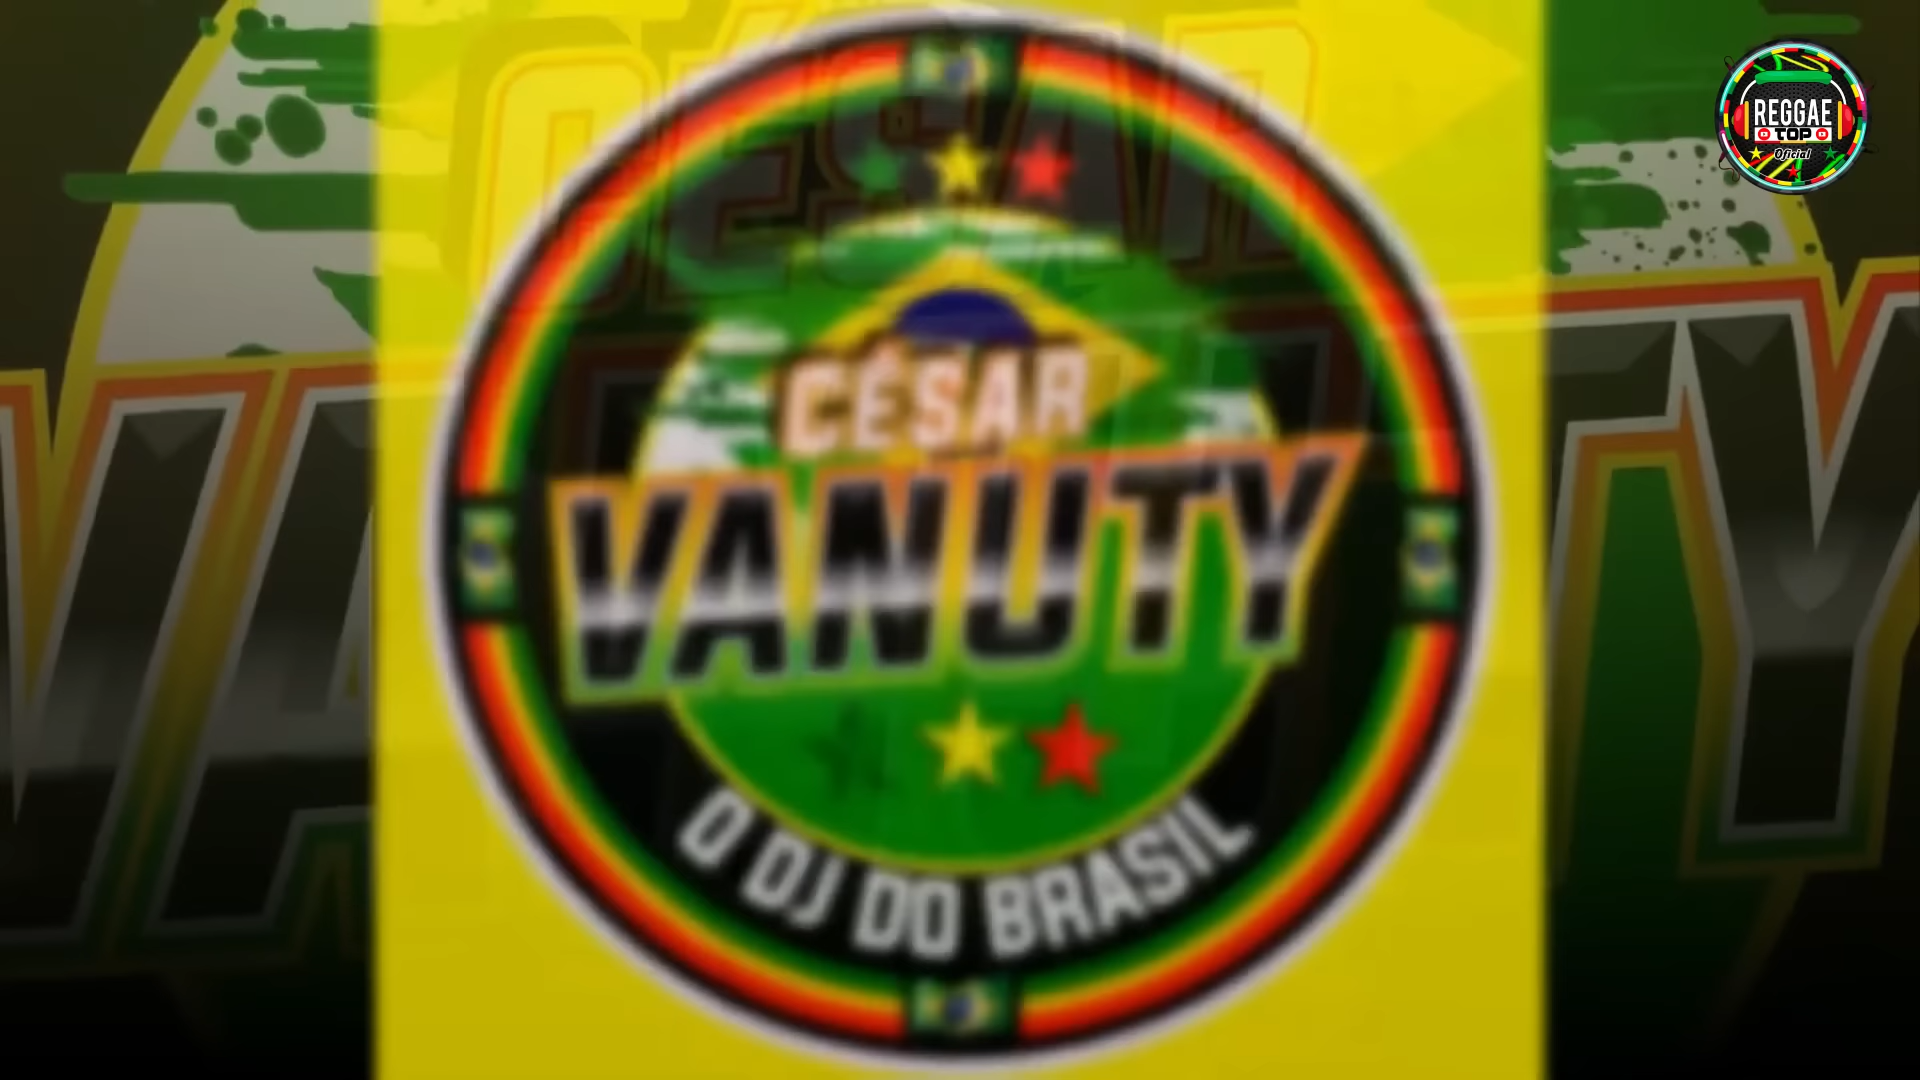 CÉSAR
VANUTY
O DJ DO BRASIL
REGGAE
TOP
Oficial